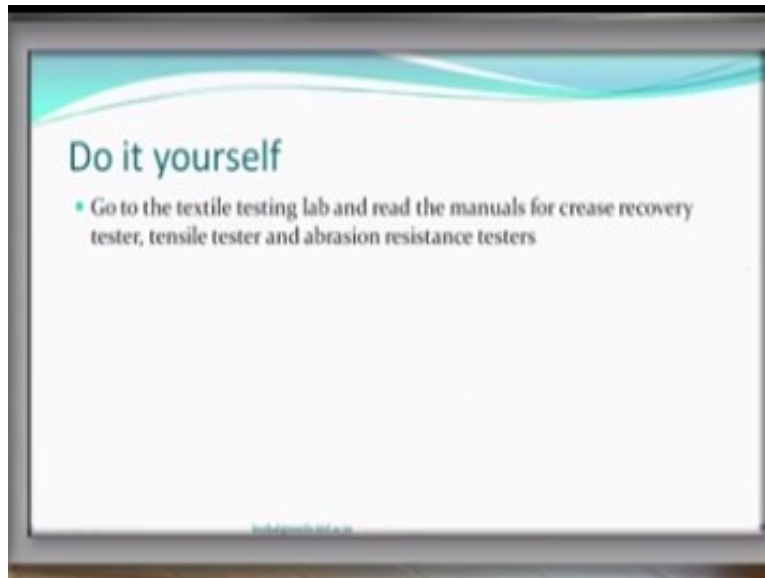 Do it yourself
Go to the textile testing lab and read the manuals for crease recovery
tester, tensile tester and abrasion resistance testers